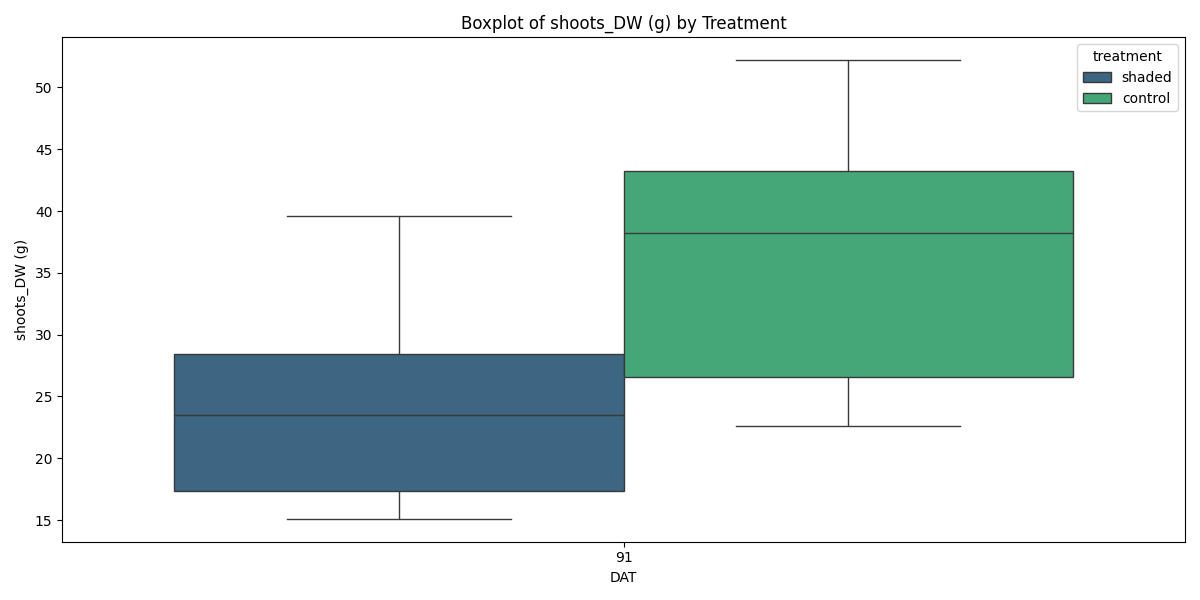 Boxplot of shoots_DW (g) by Treatment
treatment
shaded
control
shoots_DW (g)
50
45
40
35
30
25
20
15
91
DAT